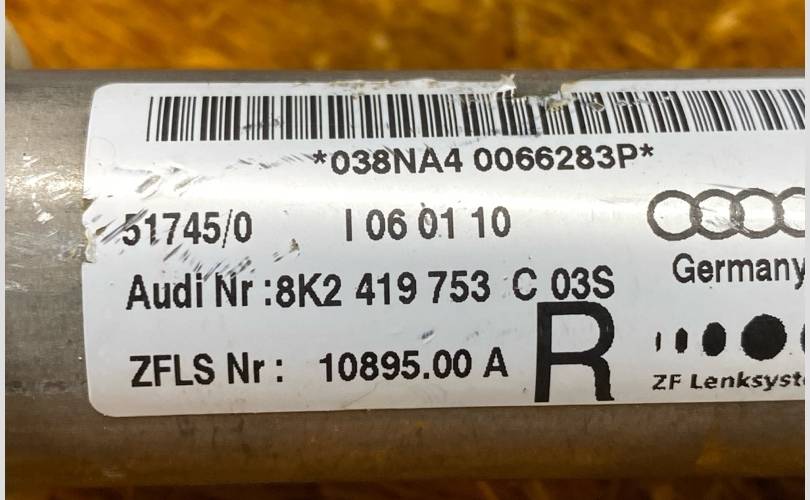 *038NA4 0066283P*
51745/0 I 06 01 10
Audi Nr :8K2 419 753 C 03S
Germany
ZFLS Nr: 10895.00 A R
ZF Lenksyst